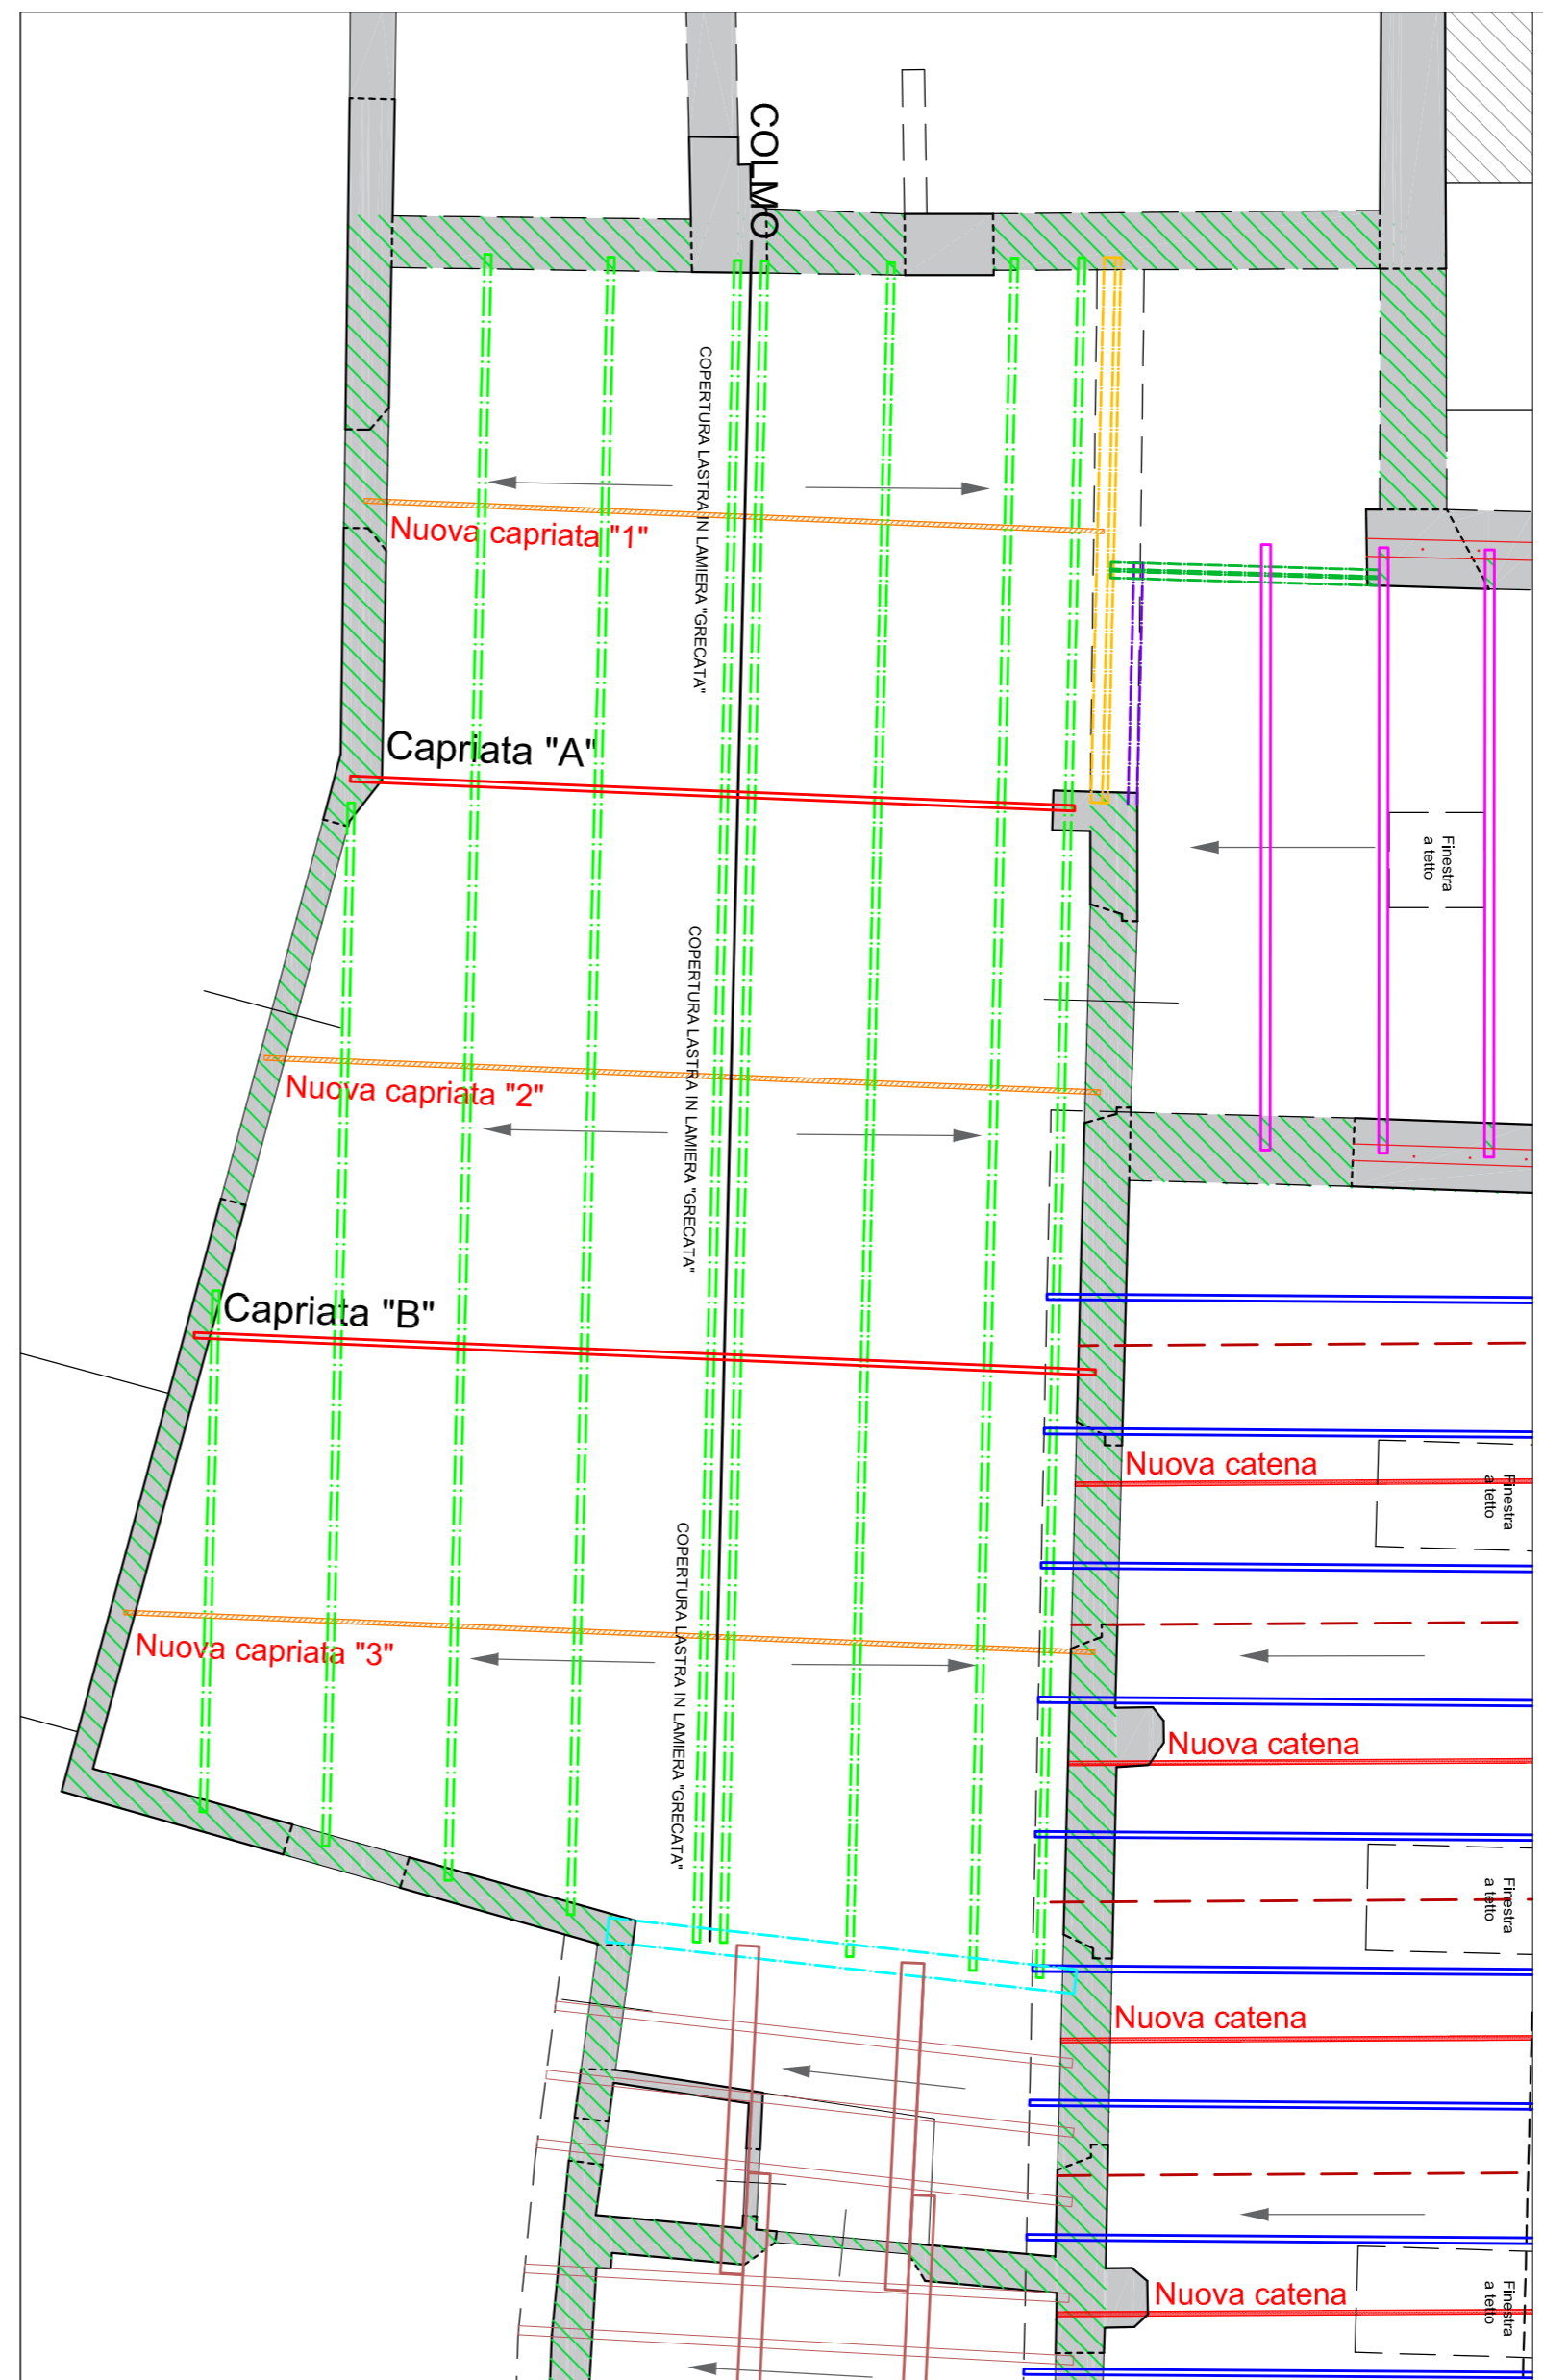 COLMO
COPERTURA LASTRA IN LAMIERA "GRECATA"
Nuova capriata "1"
Capriata "A"
Finestra
a tetto
COPERTURA LASTRA IN LAMIERA "GRECATA"
Nuova capriata "2"
Capriata "B"
Nuova catena
Finestra
a tetto
COPERTURA LASTRA IN LAMIERA "GRECATA"
Nuova capriata "3"
Nuova catena
Finestra
a tetto
Nuova catena
Nuova catena
Finestra
a tetto